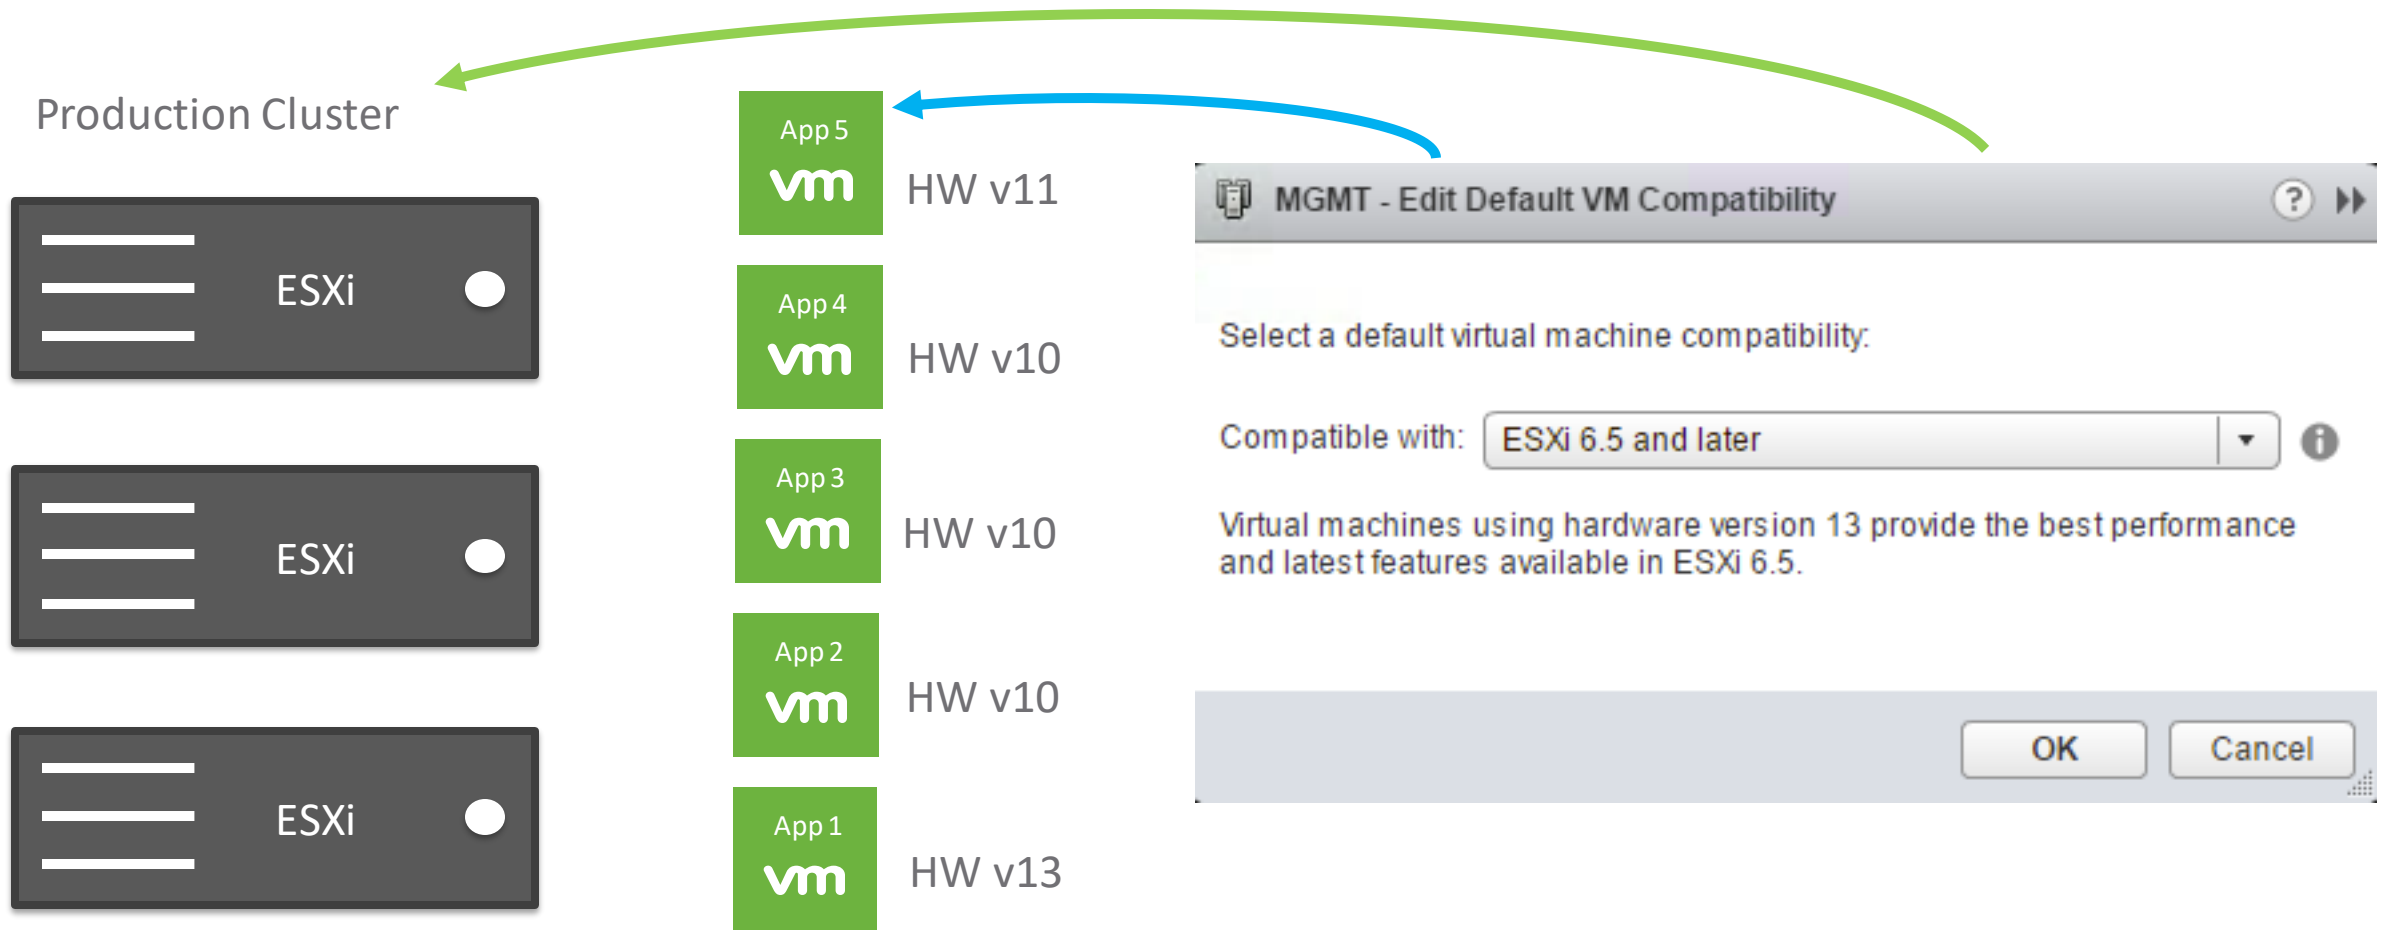 Production Cluster
ESXi
ESXi
ESXi
App 5
vm
HW v11
App 4
vm
HW v10
App 3
vm
HW v10
App 2
vm
HW v10
App 1
vm
HW v13
MGMT - Edit Default VM Compatibility
?
Select a default virtual machine compatibility:
Compatible with: ESXi 6.5 and later
Virtual machines using hardware version 13 provide the best performance
and latest features available in ESXi 6.5.
OK Cancel